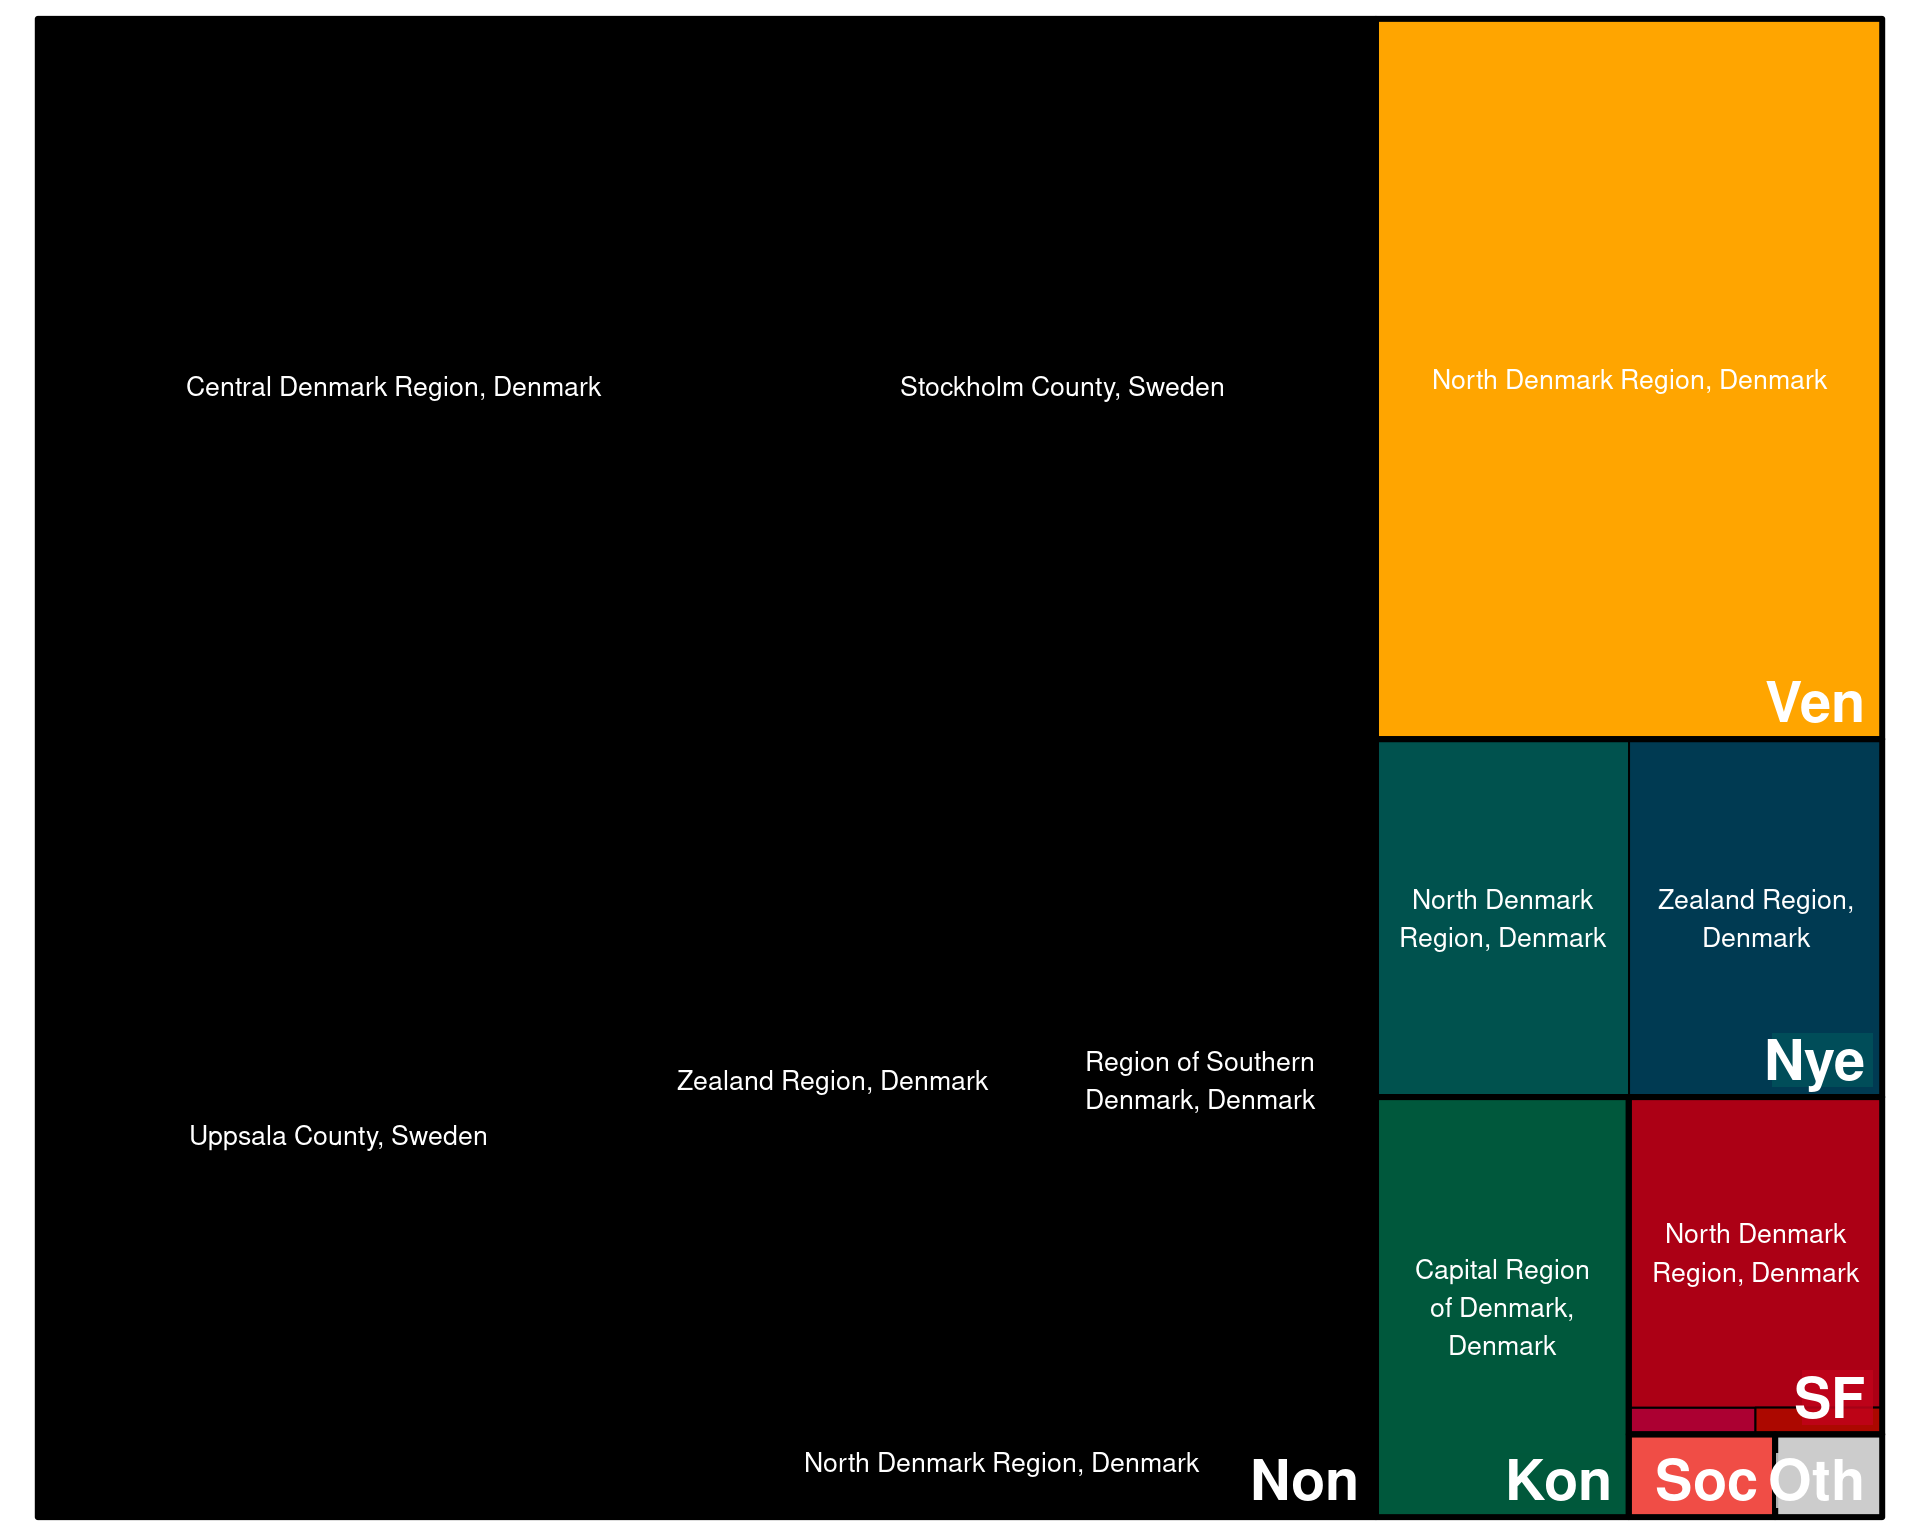 Central Denmark Region, Denmark
Stockholm County, Sweden
North Denmark Region, Denmark
Ven
North Denmark
Region, Denmark
Zealand Region,
Denmark
Nye
Uppsala County, Sweden
Zealand Region, Denmark
Region of Southern
Denmark, Denmark
North Denmark Region, Denmark
Non
Capital Region
of Denmark,
Denmark
Kon
North Denmark
Region, Denmark
SF
Soc
Oth